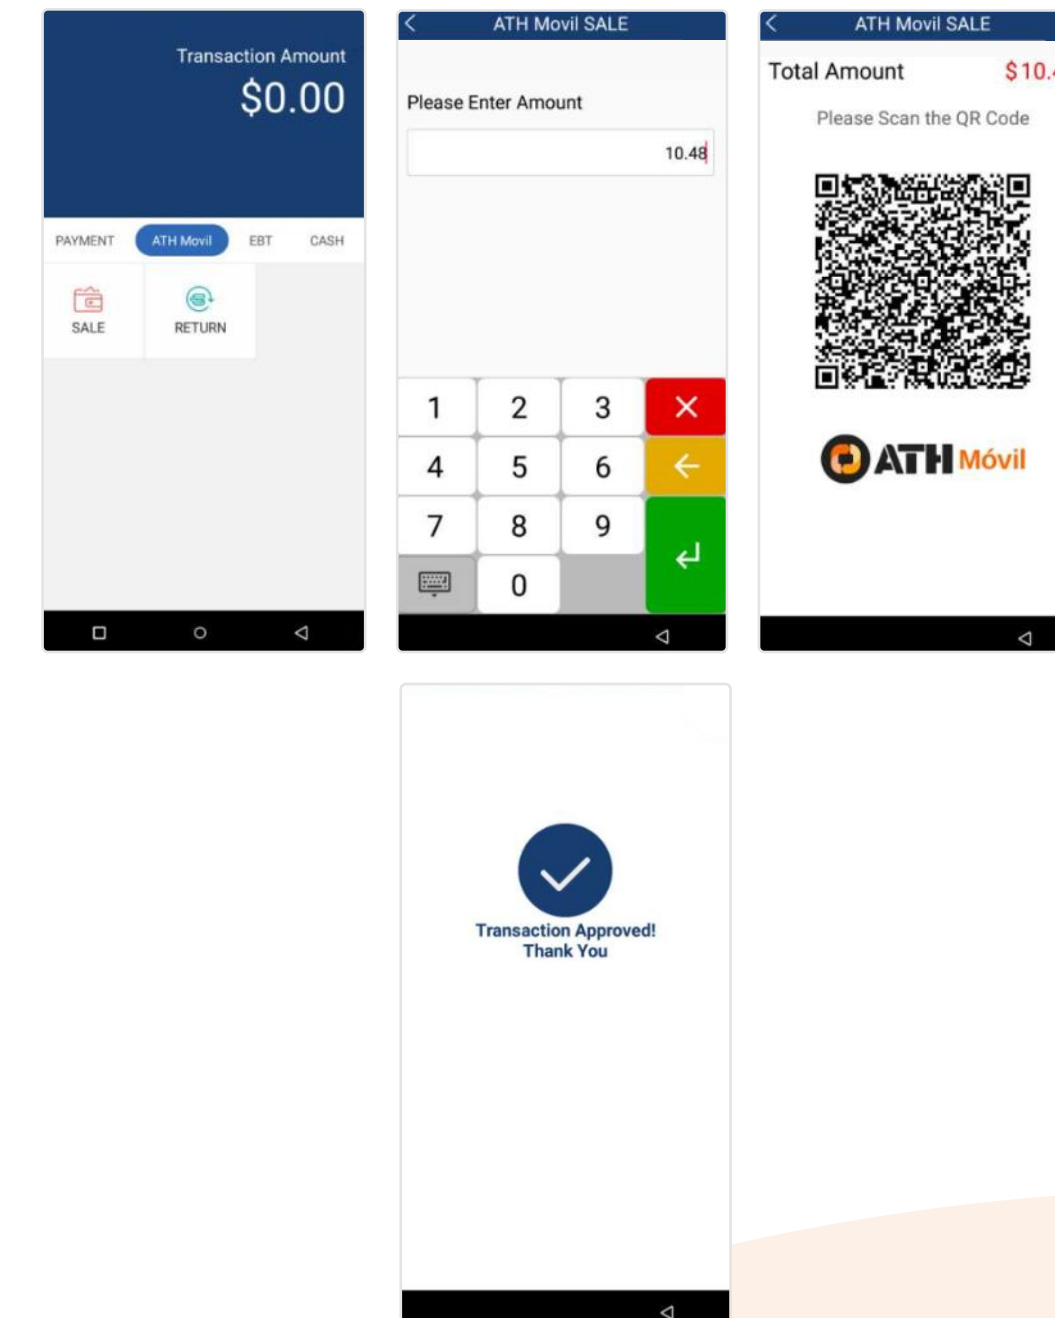 Transaction Amount
$0.00
PAYMENT ATH Movil EBT CASH
SALE RETURN
ATH Movil SALE
Please Enter Amount
10.48
1 2 3
4 5 6
7 8 9
0
ATH Movil SALE
Total Amount $10.4
Please Scan the QR Code
ATH Móvil
Transaction Approved!
Thank You